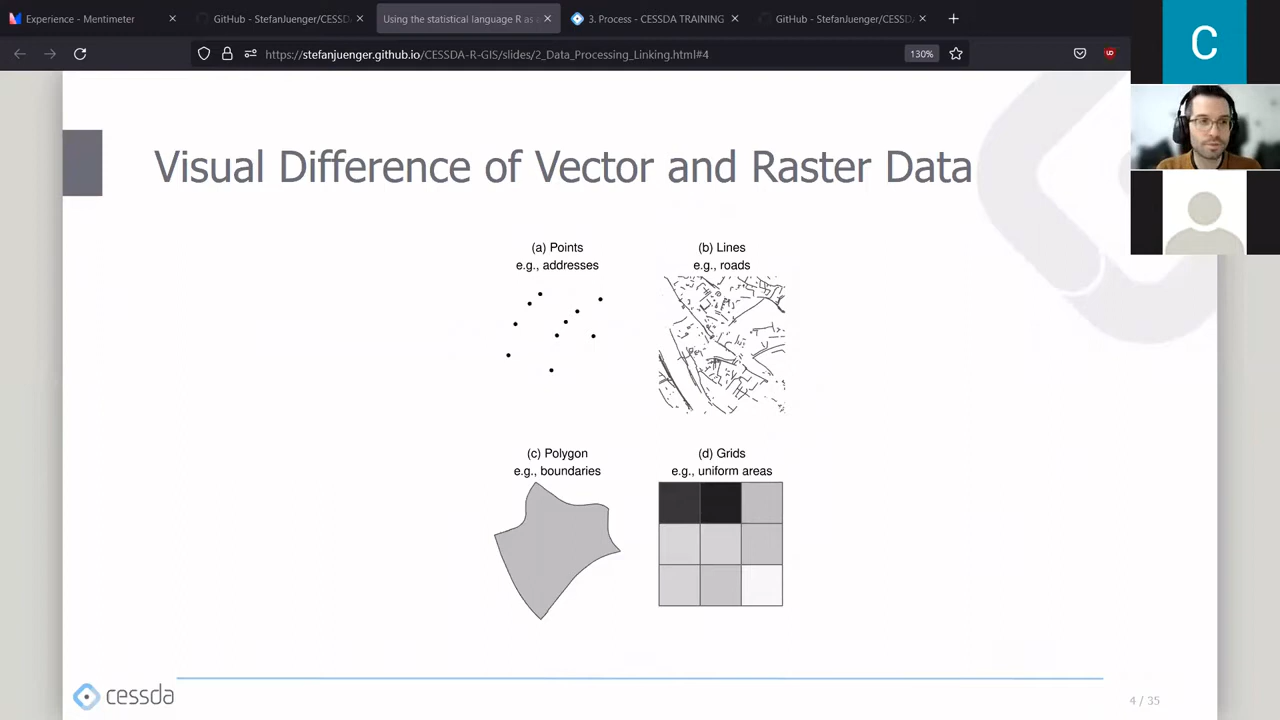 Experience - Mentimeter
GitHub - StefanJuenger/CESSD
Using the statistical language R as a
3. Process - CESSDA TRAINING
GitHub - StefanJuenger/CESSDA
https://stefanjuenger.github.io/CESSDA-R-GIS/slides/2_Data_Processing_Linking.html#4
130%
C
Visual Difference of Vector and Raster Data
(a) Points
e.g., addresses
(b) Lines
e.g., roads
(c) Polygon
e.g., boundaries
(d) Grids
e.g., uniform areas
cessda
4 / 35